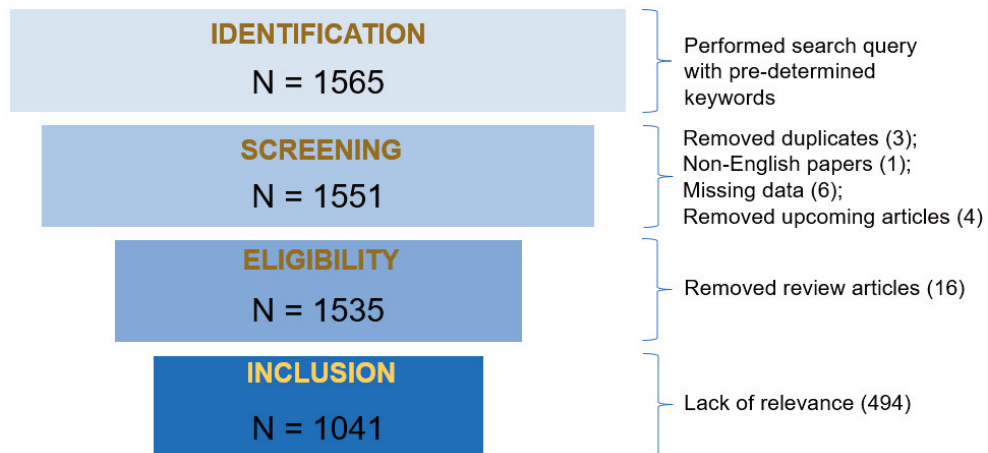 IDENTIFICATION
N = 1565
Performed search query
with pre-determined
keywords
SCREENING
N = 1551
Removed duplicates (3);
Non-English papers (1);
Missing data (6);
Removed upcoming articles (4)
ELIGIBILITY
N = 1535
Removed review articles (16)
INCLUSION
N = 1041
Lack of relevance (494)